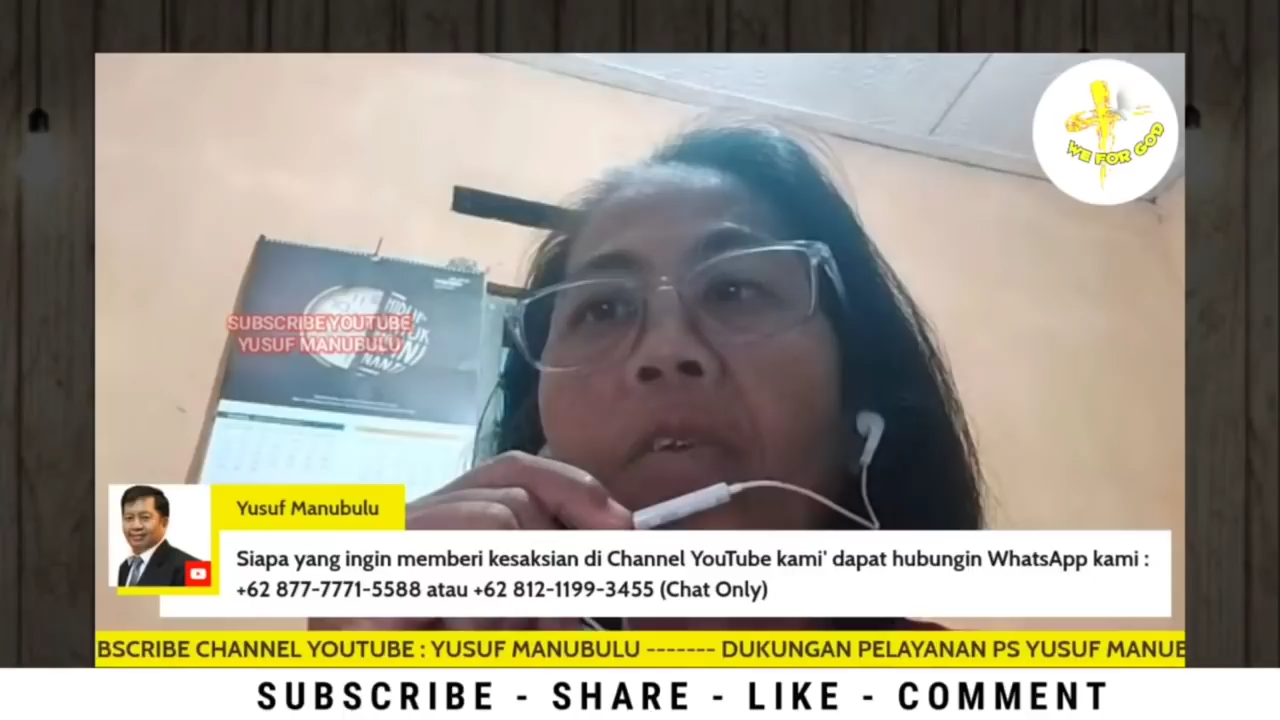 WE FOR GOD
SUBSCRIBE YOUTUBE
YUSUF MANUBULU
Yusuf Manubulu
Siapa yang ingin memberi kesaksian di Channel YouTube kami' dapat hubungin WhatsApp kami :
+62 877-7771-5588 atau +62 812-1199-3455 (Chat Only)
BSCRIBE CHANNEL YOUTUBE : YUSUF MANUBULU ------- DUKUNGAN PELAYANAN PS YUSUF MANUB
SUBSCRIBE - SHARE - LIKE - COMMENT